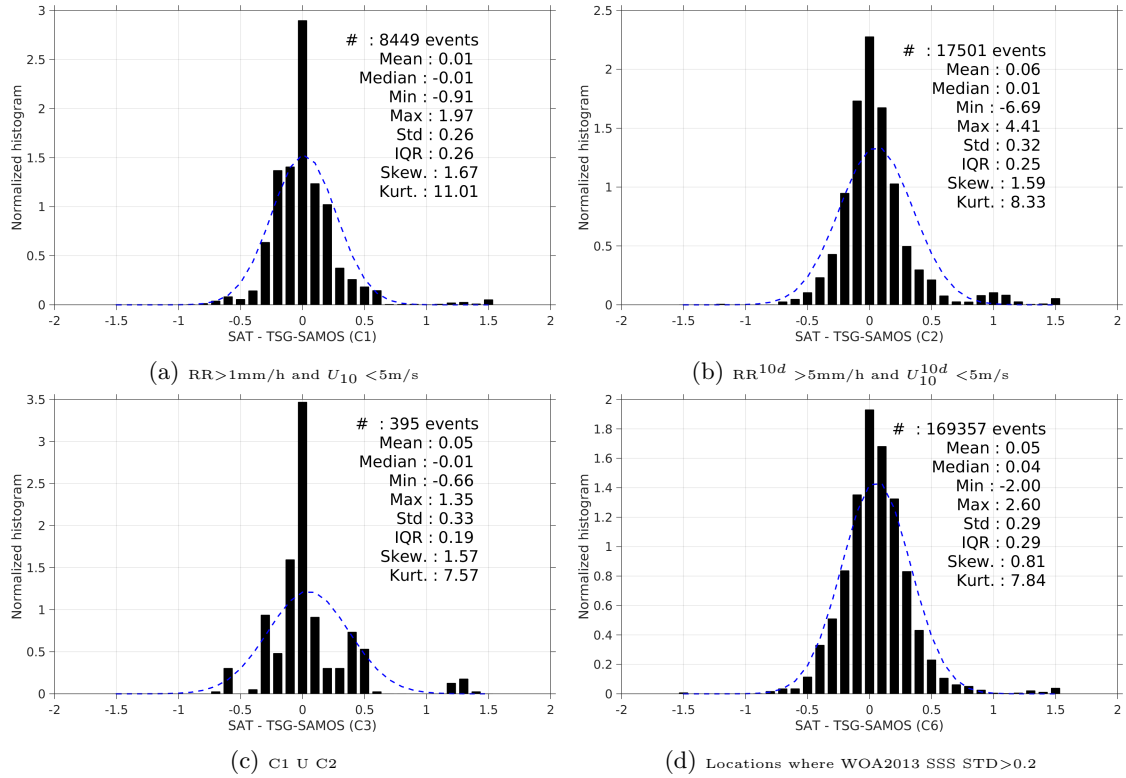 3
2.5
2
1.5
1
0.5
0
Normalized histogram
# : 8449 events
Mean : 0.01
Median : -0.01
Min : -0.91
Max : 1.97
Std : 0.26
IQR : 0.26
Skew. : 1.67
Kurt. : 11.01
-2 -1.5 -1 -0.5 0 0.5 1 1.5 2
SAT - TSG-SAMOS (C1)
(a) RR>1mm/h and U10 <5m/s
2.5
2
1.5
1
0.5
0
Normalized histogram
# : 17501 events
Mean : 0.06
Median : 0.01
Min : -6.69
Max : 4.41
Std : 0.32
IQR : 0.25
Skew. : 1.59
Kurt. : 8.33
-2 -1.5 -1 -0.5 0 0.5 1 1.5 2
SAT - TSG-SAMOS (C2)
(b) RR^10d >5mm/h and U10^10d <5m/s
3.5
3
2.5
2
1.5
1
0.5
0
Normalized histogram
# : 395 events
Mean : 0.05
Median : -0.01
Min : -0.66
Max : 1.35
Std : 0.33
IQR : 0.19
Skew. : 1.57
Kurt. : 7.57
-2 -1.5 -1 -0.5 0 0.5 1 1.5 2
SAT - TSG-SAMOS (C3)
(c) C1 U C2
2
1.8
1.6
1.4
1.2
1
0.8
0.6
0.4
0.2
0
Normalized histogram
# : 169357 events
Mean : 0.05
Median : 0.04
Min : -2.00
Max : 2.60
Std : 0.29
IQR : 0.29
Skew. : 0.81
Kurt. : 7.84
-2 -1.5 -1 -0.5 0 0.5 1 1.5 2
SAT - TSG-SAMOS (C6)
(d) Locations where WOA2013 SSS STD>0.2